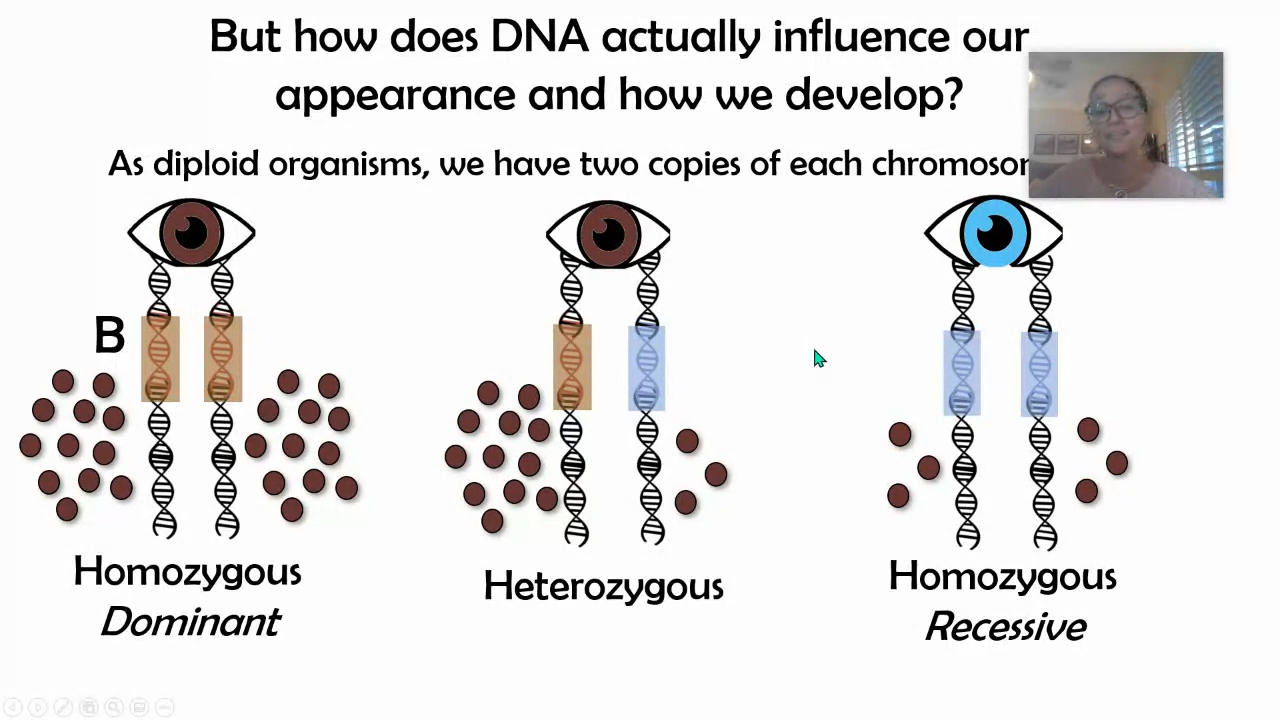 But how does DNA actually influence our
appearance and how we develop?
As diploid organisms, we have two copies of each
B
Homozygous
Dominant
Heterozygous
Homozygous
Recessive